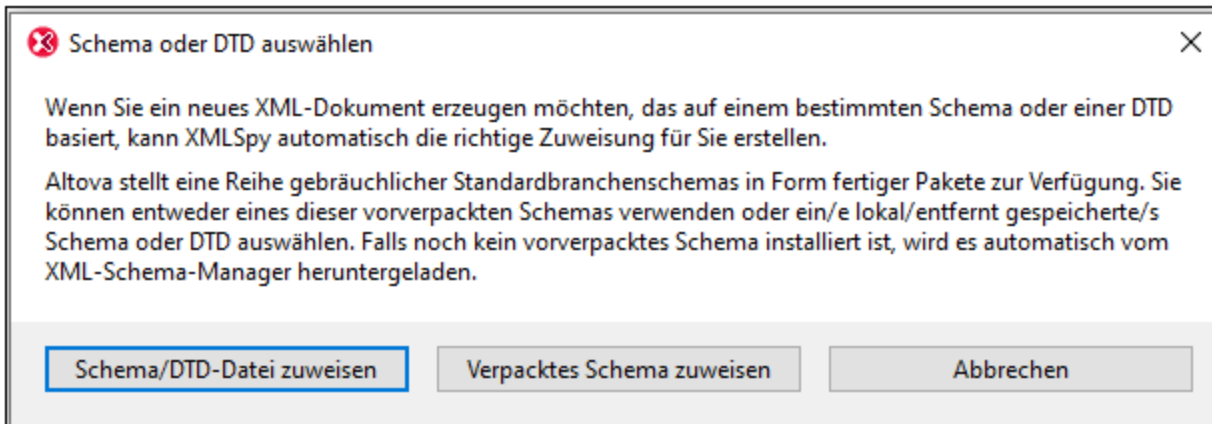 Schema oder DTD auswählen
Wenn Sie ein neues XML-Dokument erzeugen möchten, das auf einem bestimmten Schema oder einer DTD
basiert, kann XMLSpy automatisch die richtige Zuweisung für Sie erstellen.
Altova stellt eine Reihe gebräuchlicher Standardbranchenschemas in Form fertiger Pakete zur Verfügung. Sie
können entweder eines dieser vorverpackten Schemas verwenden oder ein/e lokal/entfernt gespeicherte/s
Schema oder DTD auswählen. Falls noch kein vorverpacktes Schema installiert ist, wird es automatisch vom
XML-Schema-Manager heruntergeladen.
Schema/DTD-Datei zuweisen
Verpacktes Schema zuweisen
Abbrechen